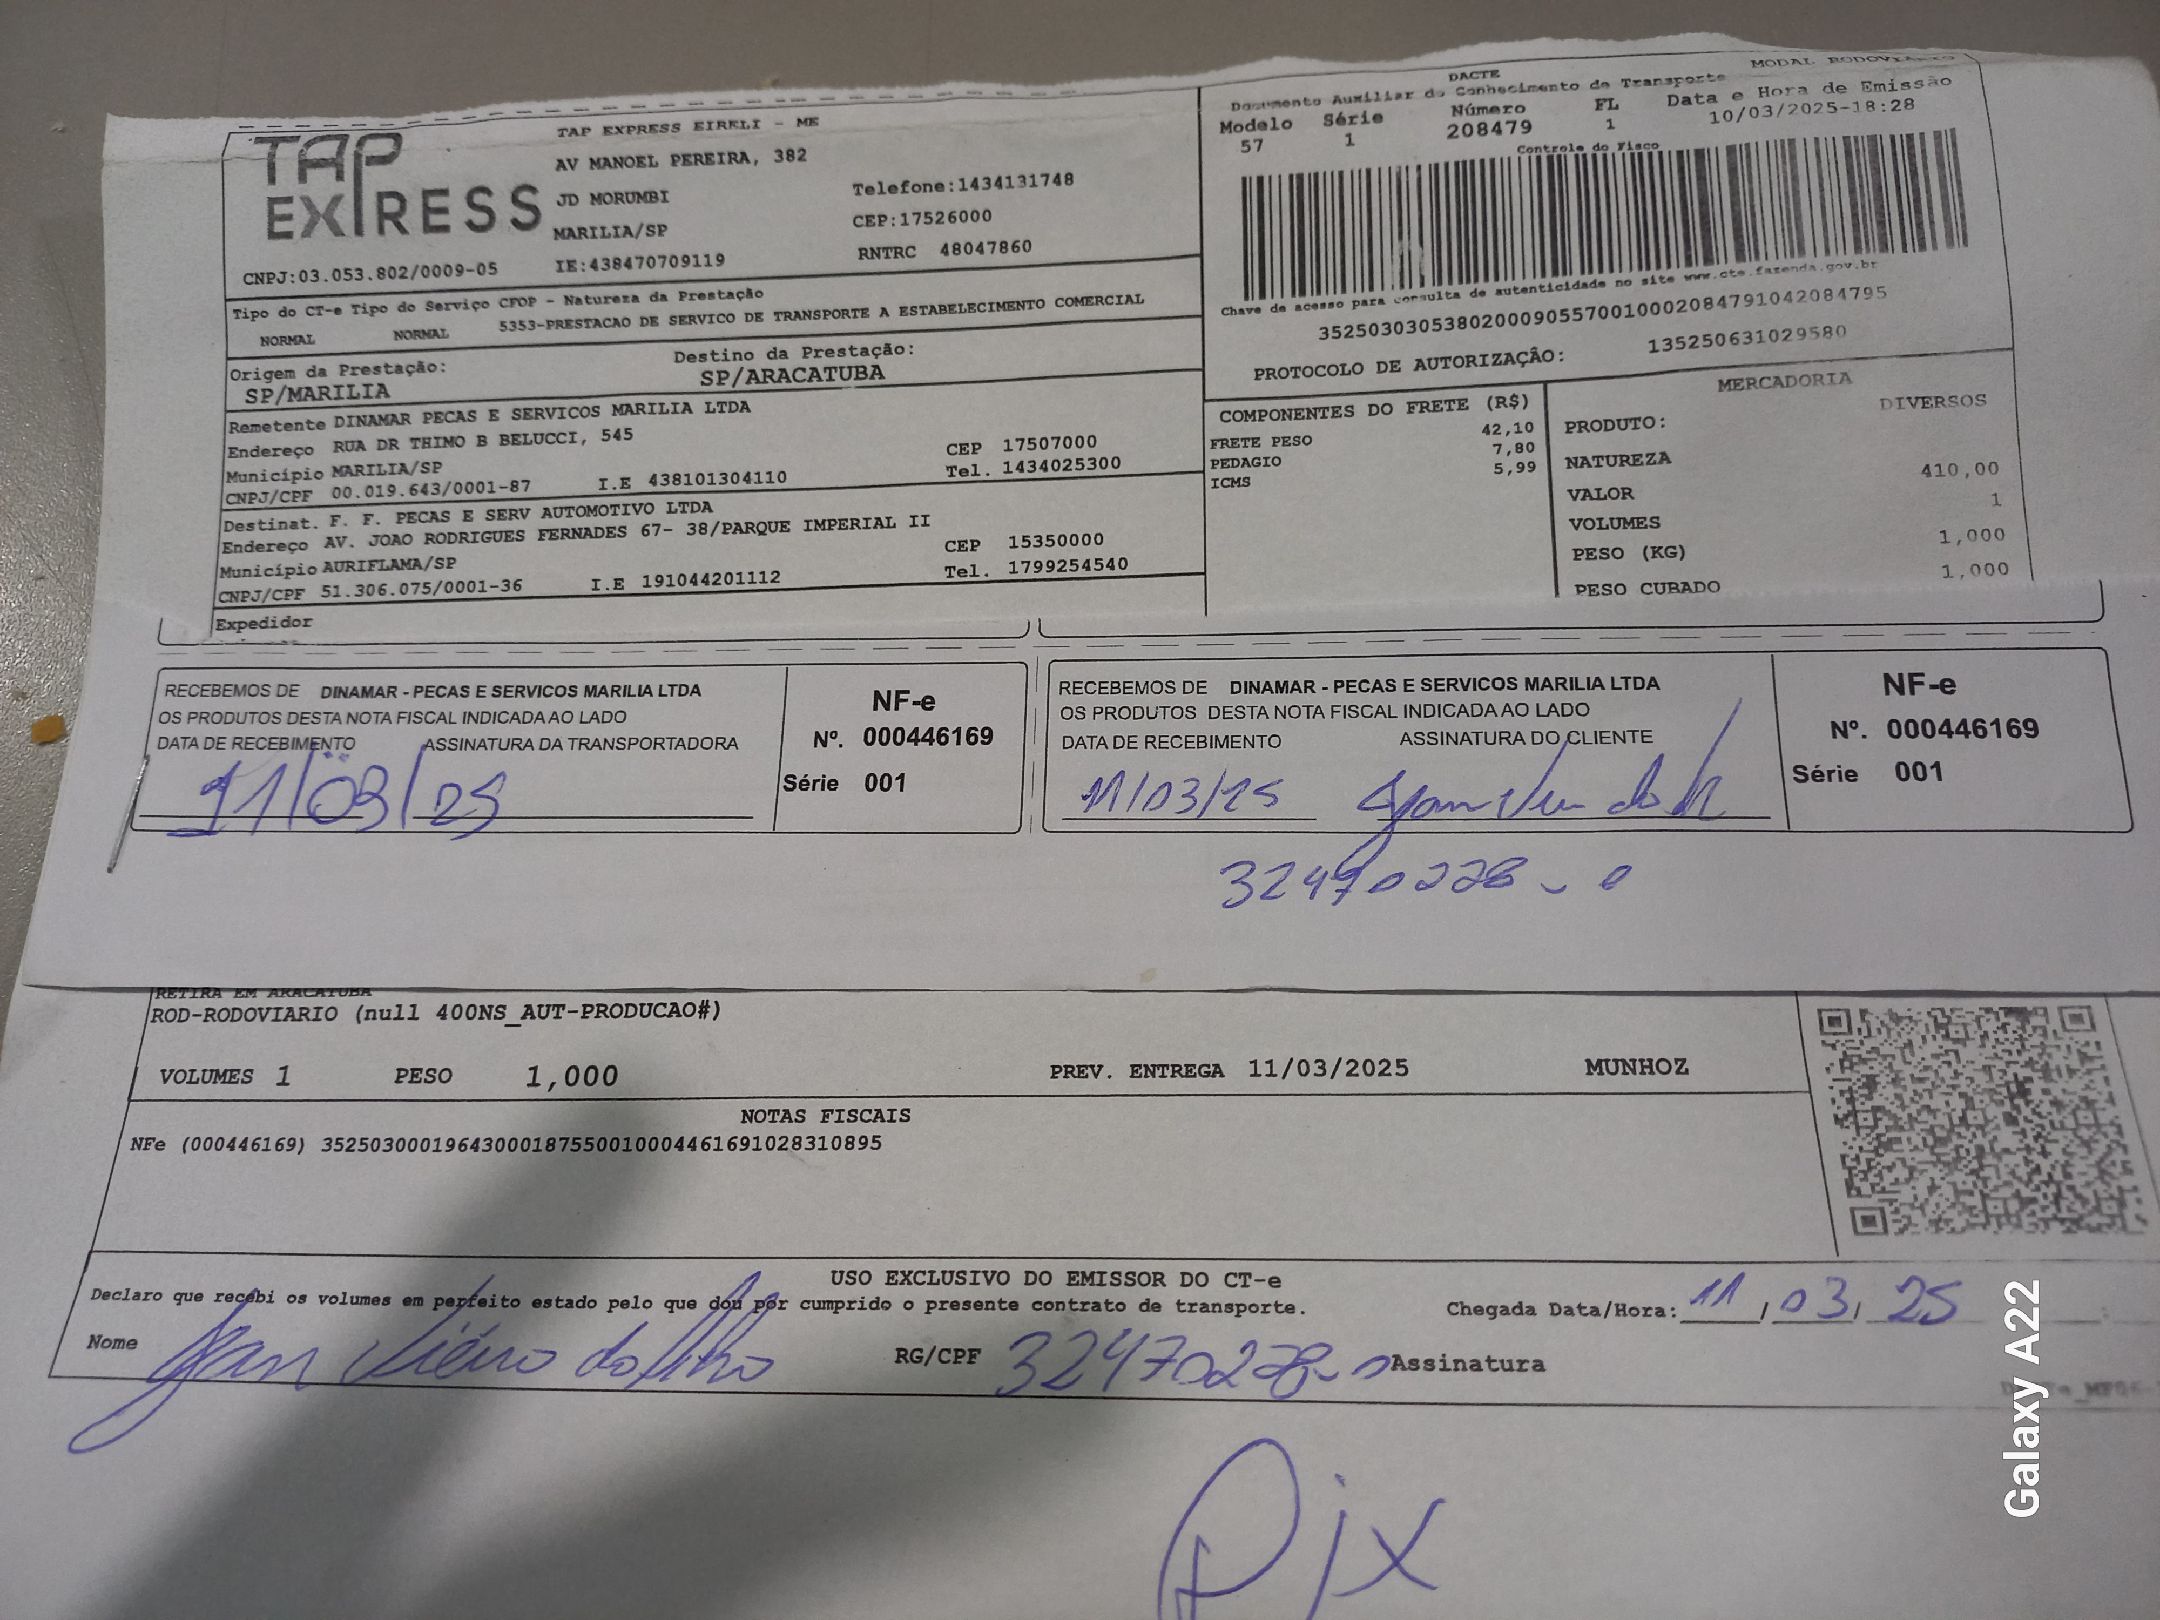 TAP EXPRESS
TAP EXPRESS EIRELI - ME
AV MANOEL PEREIRA, 382
JD MORUMBI
MARILIA/SP
Telefone:1434131748
CEP:17526000
RNTRC 48047860
CNPJ:03.053.802/0009-05 IE:438470709119
MODAL RODOVIARIO
DACTE
Documento Auxiliar do Conhecimento de Transporte
Modelo Série Número FL Data e Hora de Emissão
57 1 208479 1 10/03/2025-18:28
Controle do Fisco
Chave de acesso para consulta de autenticidade no site www.cte.fazenda.gov.br
35250303053802000905570010002084791042084795
PROTOCOLO DE AUTORIZAÇÃO: 135250631029580
Tipo do CT-e Tipo do Serviço CFOP - Natureza da Prestação
NORMAL NORMAL 5353-PRESTACAO DE SERVICO DE TRANSPORTE A ESTABELECIMENTO COMERCIAL
Origem da Prestação: Destino da Prestação:
SP/MARILIA SP/ARACATUBA
Remetente DINAMAR PECAS E SERVICOS MARILIA LTDA
Endereço RUA DR THIMO B BELUCCI, 545 CEP 17507000
Município MARILIA/SP Tel. 1434025300
CNPJ/CPF 00.019.643/0001-87 I.E 438101304110
Destinat. F. F. PECAS E SERV AUTOMOTIVO LTDA
Endereço AV. JOAO RODRIGUES FERNADES 67- 38/PARQUE IMPERIAL II
Município AURIFLAMA/SP CEP 15350000
CNPJ/CPF 51.306.075/0001-36 I.E 191044201112 Tel. 1799254540
Expedidor
COMPONENTES DO FRETE (R$)
FRETE PESO 42,10
PEDAGIO 7,80
ICMS 5,99
MERCADORIA
PRODUTO: DIVERSOS
NATUREZA
VALOR 410,00
VOLUMES 1
PESO (KG) 1,000
PESO CUBADO 1,000
RECEBEMOS DE DINAMAR - PECAS E SERVICOS MARILIA LTDA
OS PRODUTOS DESTA NOTA FISCAL INDICADA AO LADO
DATA DE RECEBIMENTO ASSINATURA DA TRANSPORTADORA
11/03/25
NF-e
Nº. 000446169
Série 001
RECEBEMOS DE DINAMAR - PECAS E SERVICOS MARILIA LTDA
OS PRODUTOS DESTA NOTA FISCAL INDICADA AO LADO
DATA DE RECEBIMENTO ASSINATURA DO CLIENTE
11/03/25
NF-e
Nº. 000446169
Série 001
32470228-0
RETIRA EM ARACATUBA
ROD-RODOVIARIO (null 400NS_AUT-PRODUCAO#)
VOLUMES 1 PESO 1,000 PREV. ENTREGA 11/03/2025 MUNHOZ
NOTAS FISCAIS
NFe (000446169) 35250300019643000187550010004461691028310895
USO EXCLUSIVO DO EMISSOR DO CT-e
Declaro que recebi os volumes em perfeito estado pelo que dou por cumprido o presente contrato de transporte.
Chegada Data/Hora: 11/03/25
Nome RG/CPF 32470228-0 Assinatura
Pix
Galaxy A22